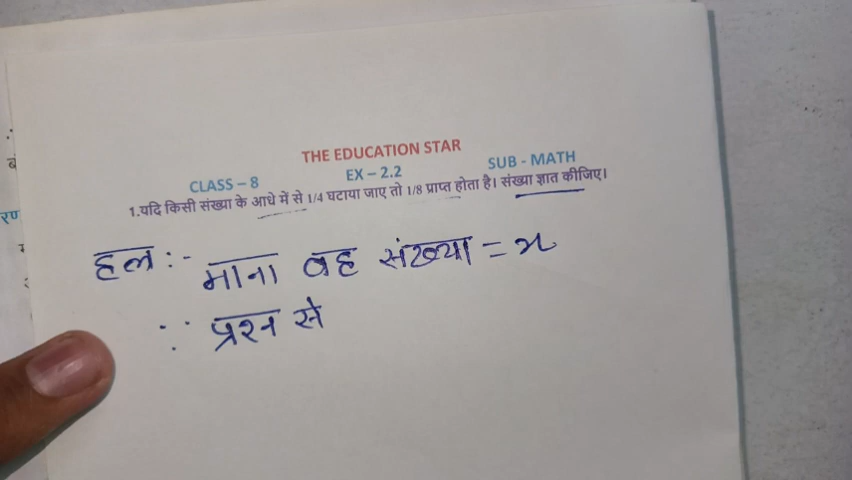 THE EDUCATION STAR
CLASS – 8 EX – 2.2 SUB - MATH
1.यदि किसी संख्या के आधे में से 1/4 घटाया जाए तो 1/8 प्राप्त होता है। संख्या ज्ञात कीजिए।
हल :- माना वह संख्या = x
∵ प्रश्न से
रण